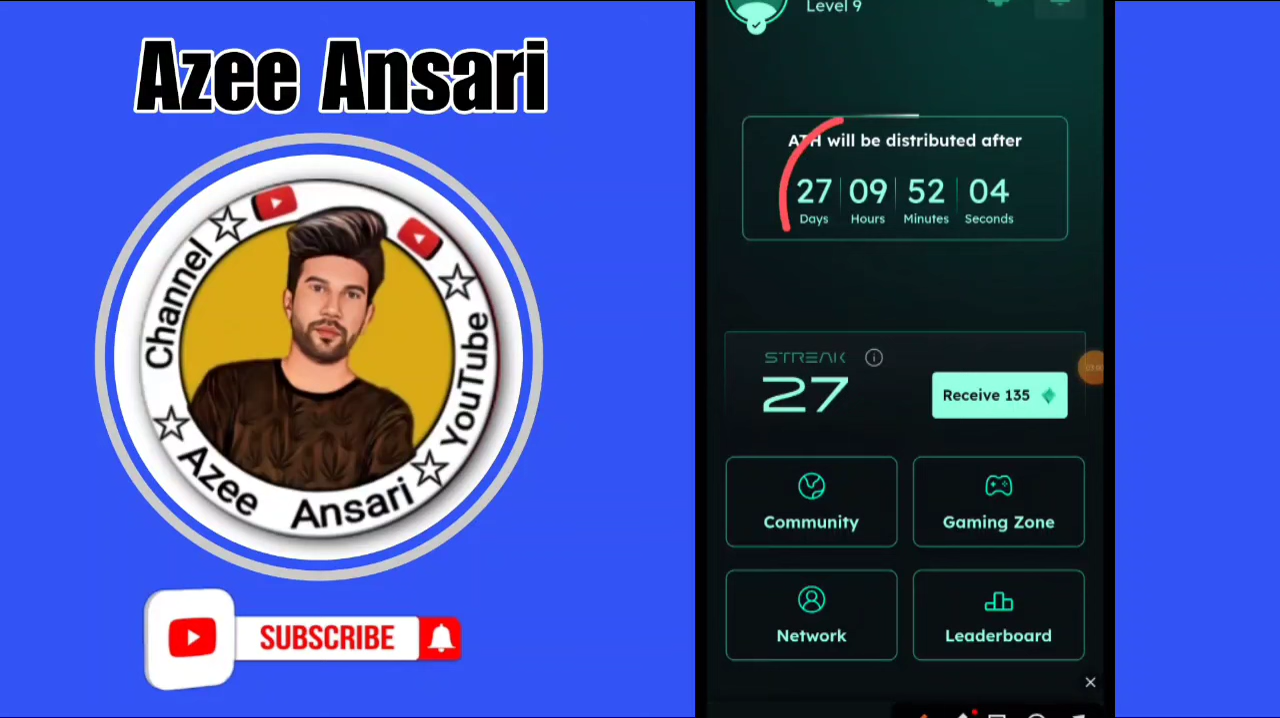 Azee Ansari
Channel
YouTube
Azee Ansari
SUBSCRIBE
Level 9
ATH will be distributed after
27 09 52 04
Days Hours Minutes Seconds
STREAK
27
Receive 135
Community
Gaming Zone
Network
Leaderboard